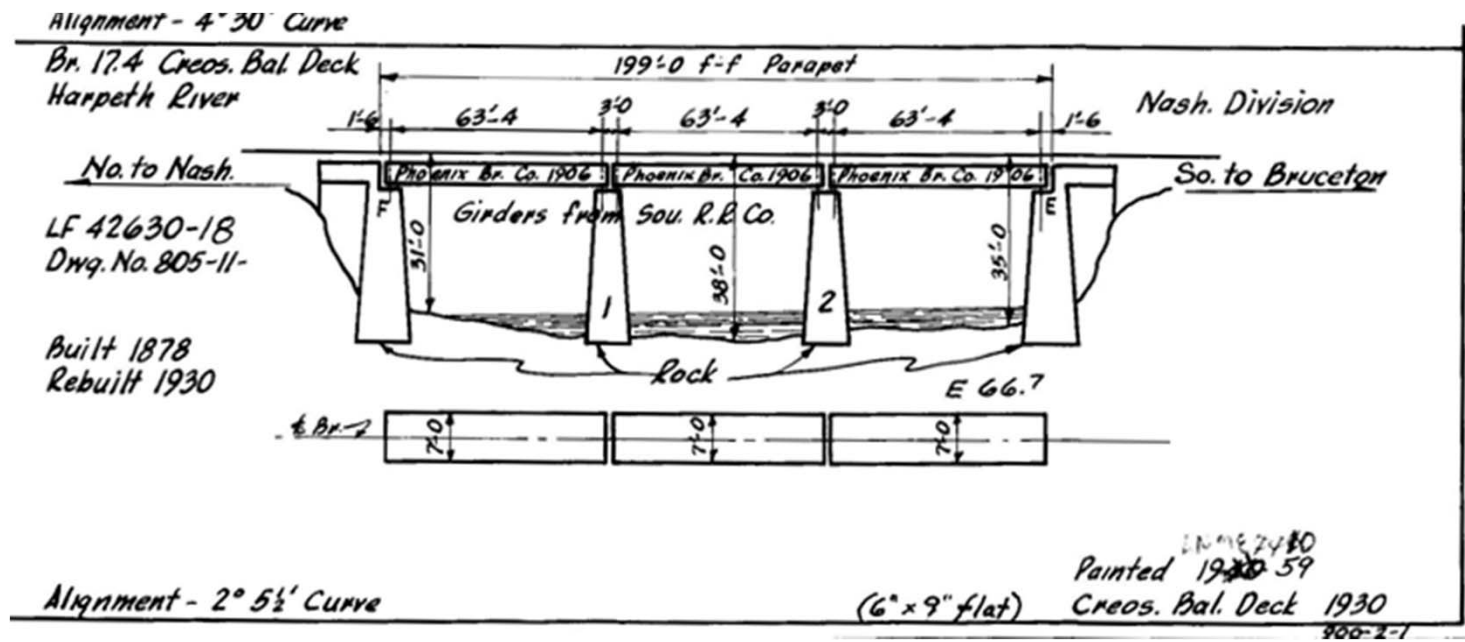 Alignment - 4° 30' Curve
Br. 17.4 Creos. Bal. Deck
Harpeth River
199'-0 f-f Parapet
Nash. Division
1'-6
63'-4
3'-0
63'-4
3'-0
63'-4
1'-6
No. to Nash.
Phoenix Br. Co. 1906
Phoenix Br. Co. 1906
Phoenix Br. Co. 1906
So. to Bruceton
F
E
Girders from Sou. R.R. Co.
LF 42630-18
Dwg. No. 805-11-
31'-0
38'-0
35'-0
1
2
Built 1878
Rebuilt 1930
Rock
E 66.7
℄ Br.
7'-0
7'-0
7'-0
Painted 59
Alignment - 2° 5½' Curve
(6" x 9" flat)
Creos. Bal. Deck 1930
900-2-1